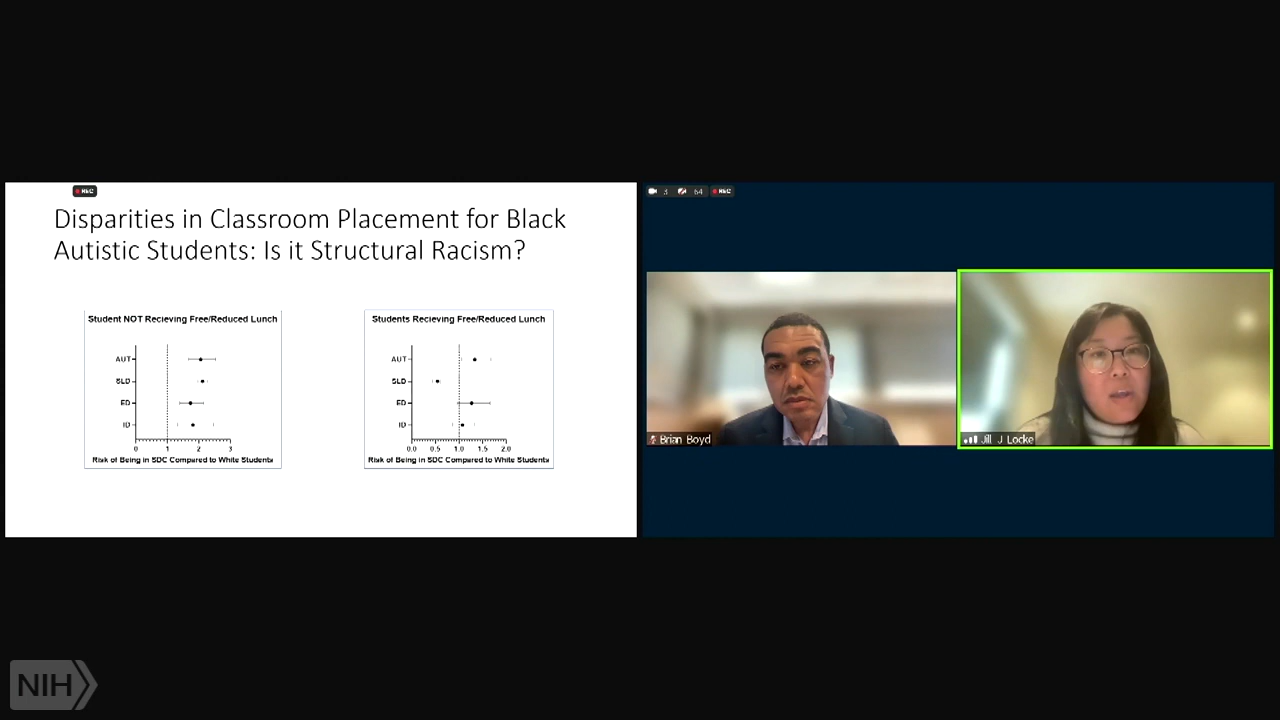 REC
Disparities in Classroom Placement for Black
Autistic Students: Is it Structural Racism?
Student NOT Recieving Free/Reduced Lunch
AUT
SLD
ED
ID
0 1 2 3
Risk of Being in SDC Compared to White Students
Students Recieving Free/Reduced Lunch
AUT
SLD
ED
ID
0.0 0.5 1.0 1.5 2.0
Risk of Being in SDC Compared to White Students
3 64 REC
Brian Boyd
Jill J Locke
NIH